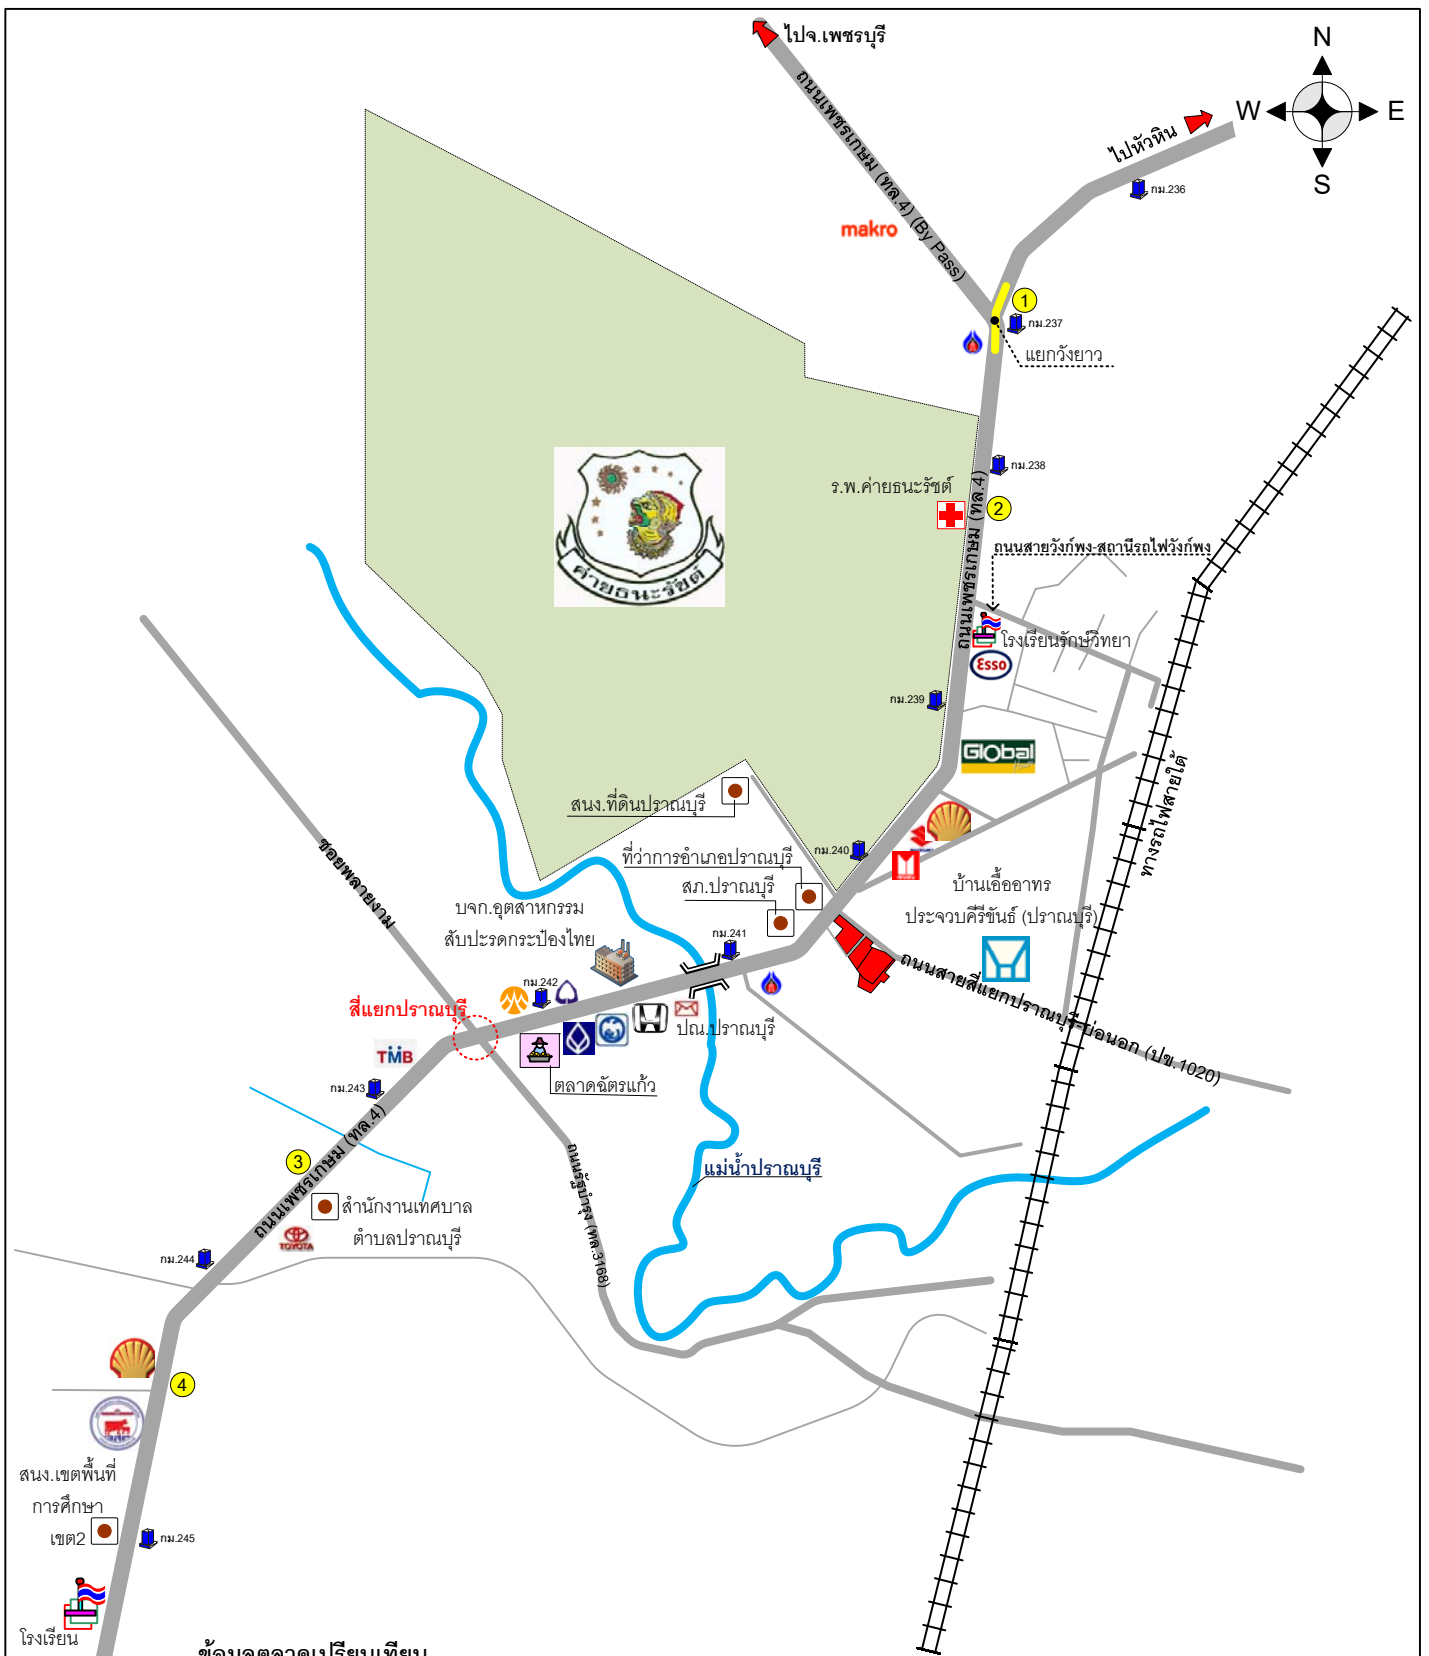 ไปจ.เพชรบุรี
N
W
E
S
ไปหัวหิน
ถนนเพชรเกษม (ทล.4) (By Pass)
กม.236
makro
1
กม.237
แยกวังยาว
กม.238
ร.พ.ค่ายธนะรัชต์
2
ถนนเพชรเกษม (ทล.4)
ค่ายธนะรัชต์
ถนนสายวังก์พง-สถานีรถไฟวังก์พง
โรงเรียนรักษ์วิทยา
Esso
กม.239
Global
ทางรถไฟสายใต้
สนง.ที่ดินปราณบุรี
กม.240
ที่ว่าการอำเภอปราณบุรี
สภ.ปราณบุรี
บ้านเอื้ออาทร
ประจวบคีรีขันธ์ (ปราณบุรี)
ซอยพลายงาม
บจก.อุตสาหกรรม
สับปะรดกระป๋องไทย
กม.241
ถนนสายสี่แยกปราณบุรี-ย่อนอก (ปข.1020)
กม.242
สี่แยกปราณบุรี
ปณ.ปราณบุรี
TMB
ตลาดฉัตรแก้ว
กม.243
ถนนเพชรเกษม (ทล.4)
3
แม่น้ำปราณบุรี
ถนนรัฐบำรุง (ทล.3168)
สำนักงานเทศบาล
ตำบลปราณบุรี
TOYOTA
กม.244
4
สนง.เขตพื้นที่
การศึกษา
เขต2
กม.245
โรงเรียน
ข้อมูลตลาดเปรียบเทียบ